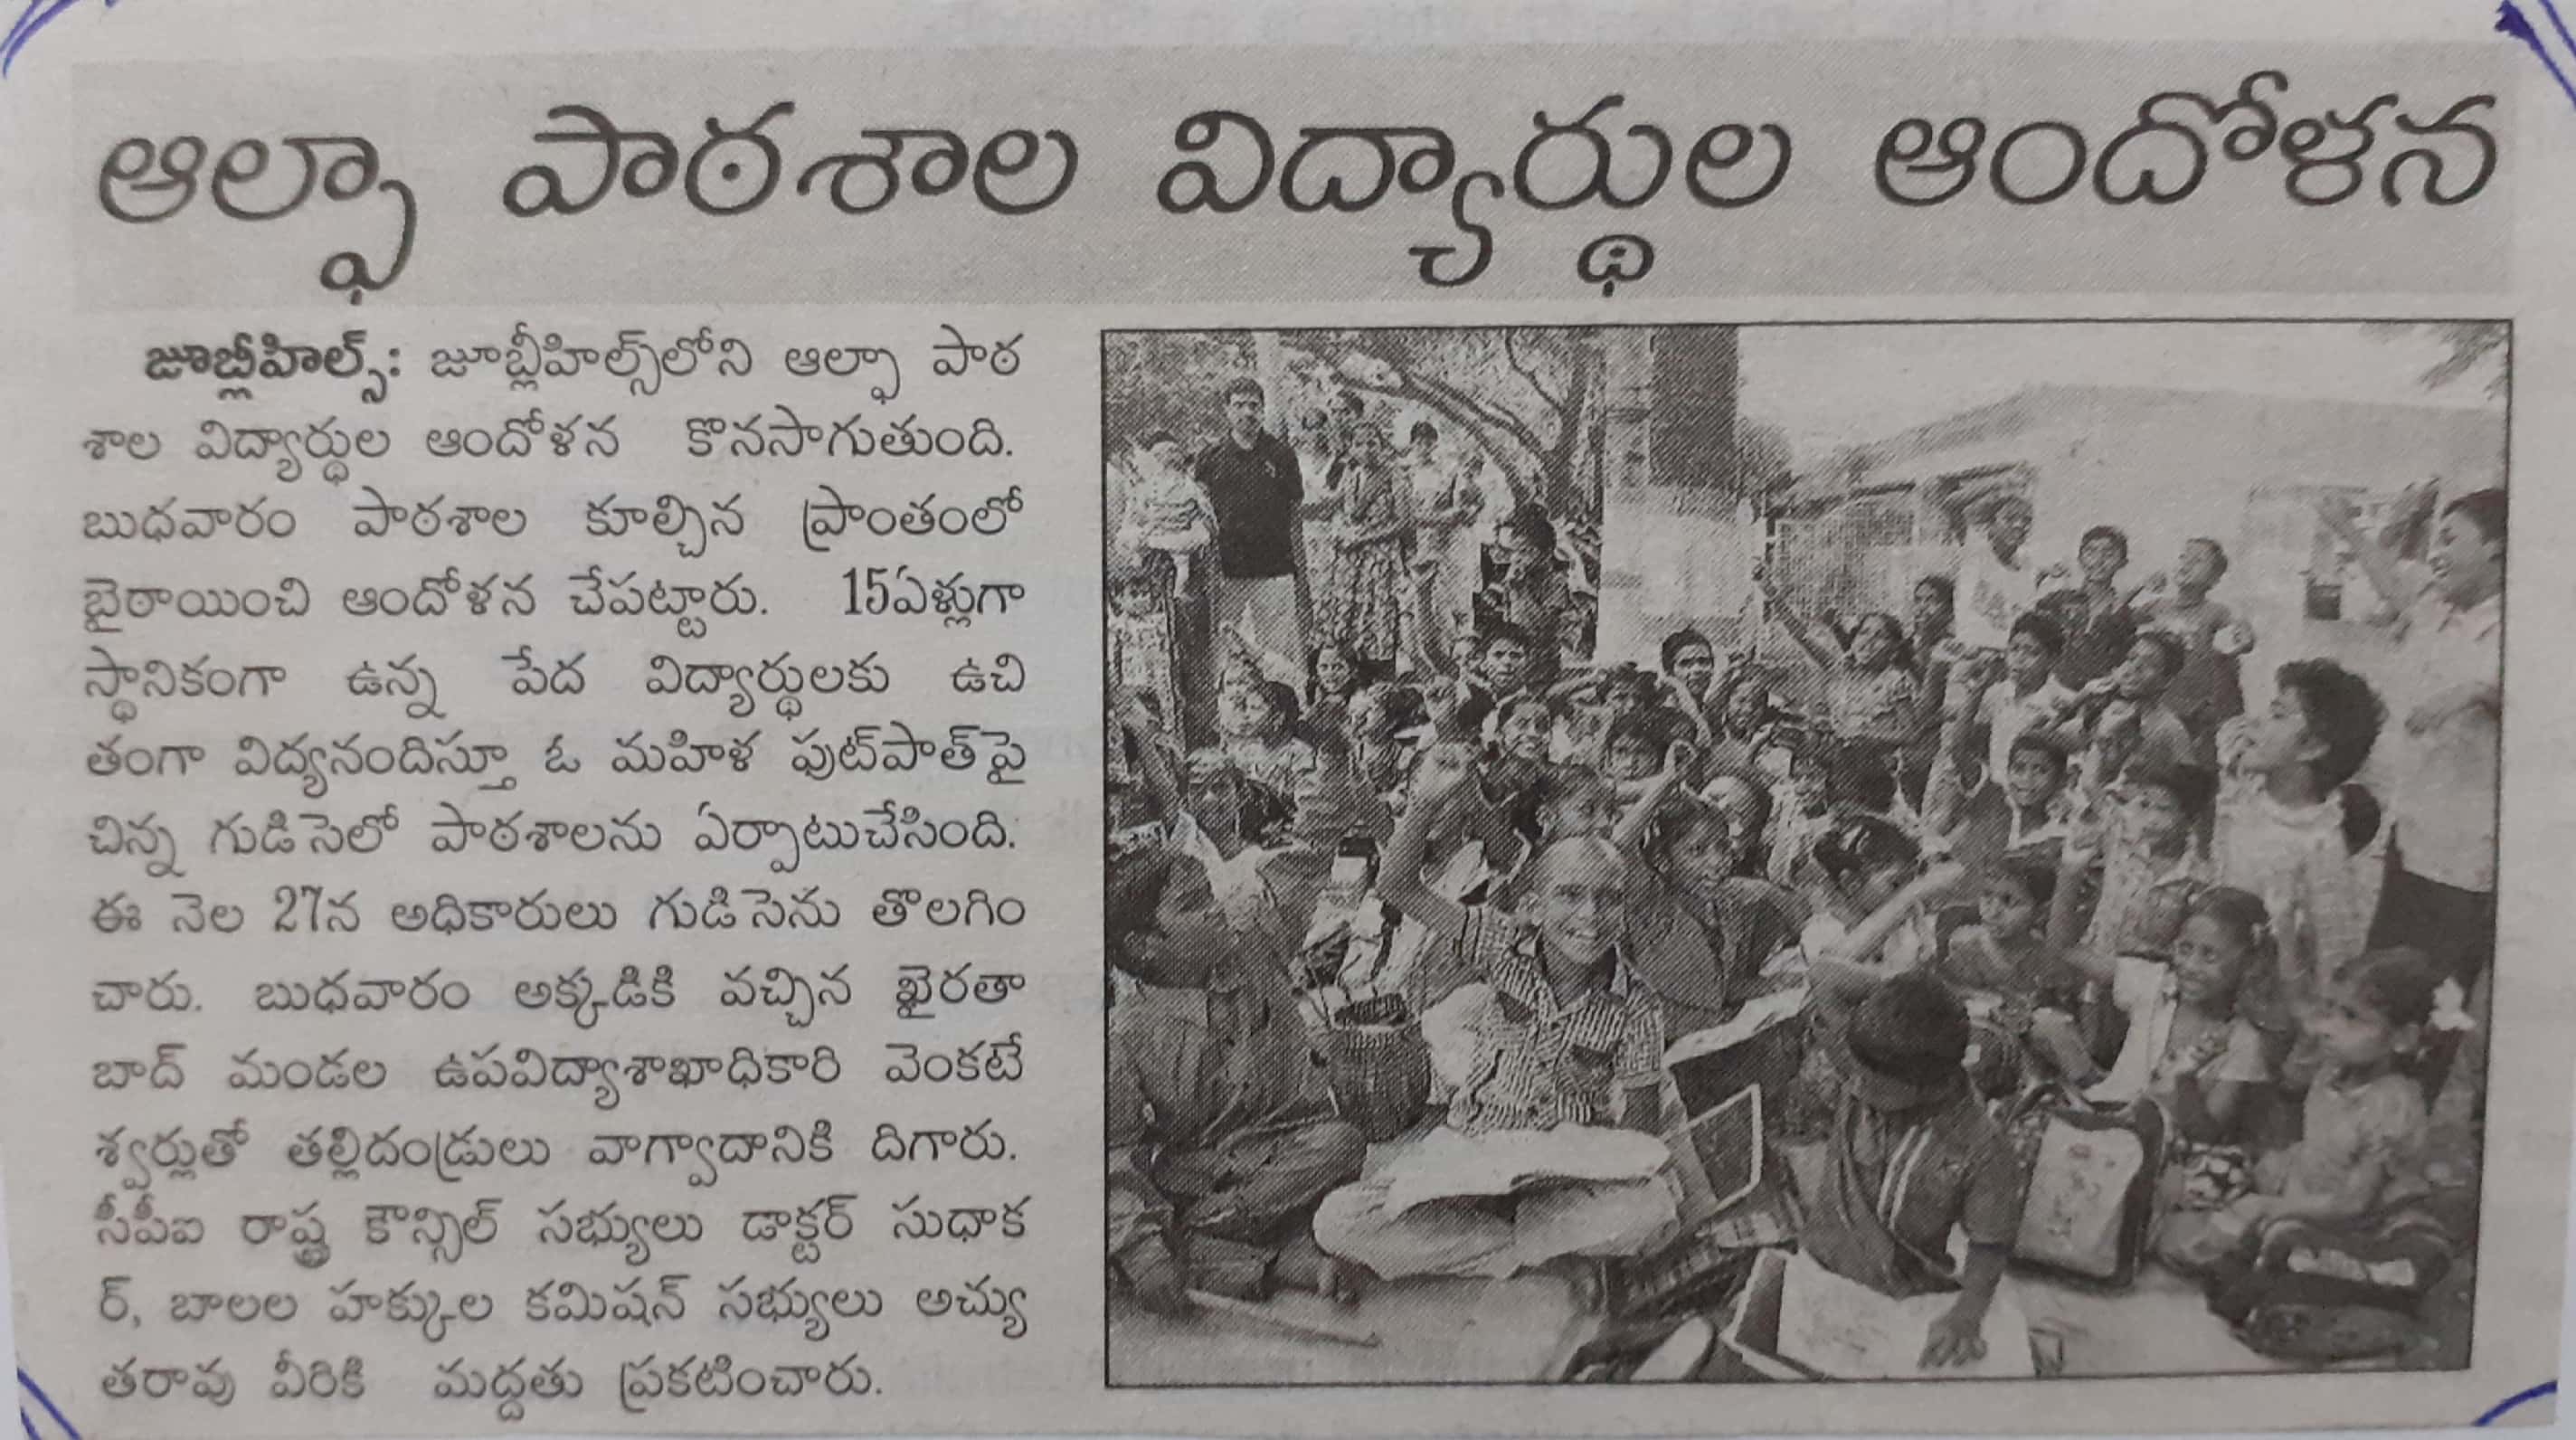 ఆల్ఫా పాఠశాల విద్యార్థుల ఆందోళన
జూబ్లీహిల్స్: జూబ్లీహిల్స్‌లోని ఆల్ఫా పాఠ
శాల విద్యార్థుల ఆందోళన కొనసాగుతుంది.
బుధవారం పాఠశాల కూల్చిన ప్రాంతంలో
బైఠాయించి ఆందోళన చేపట్టారు. 15ఏళ్లుగా
స్థానికంగా ఉన్న పేద విద్యార్థులకు ఉచి
తంగా విద్యనందిస్తూ ఓ మహిళ ఫుట్‌పాత్‌పై
చిన్న గుడిసెలో పాఠశాలను ఏర్పాటుచేసింది.
ఈ నెల 27న అధికారులు గుడిసెను తొలగిం
చారు. బుధవారం అక్కడికి వచ్చిన ఖైరతా
బాద్ మండల ఉపవిద్యాశాఖాధికారి వెంకటే
శ్వర్లుతో తల్లిదండ్రులు వాగ్వాదానికి దిగారు.
సీపీఐ రాష్ట్ర కౌన్సిల్ సభ్యులు డాక్టర్ సుధాక
ర్, బాలల హక్కుల కమిషన్ సభ్యులు అచ్యు
తరావు వీరికి మద్దతు ప్రకటించారు.